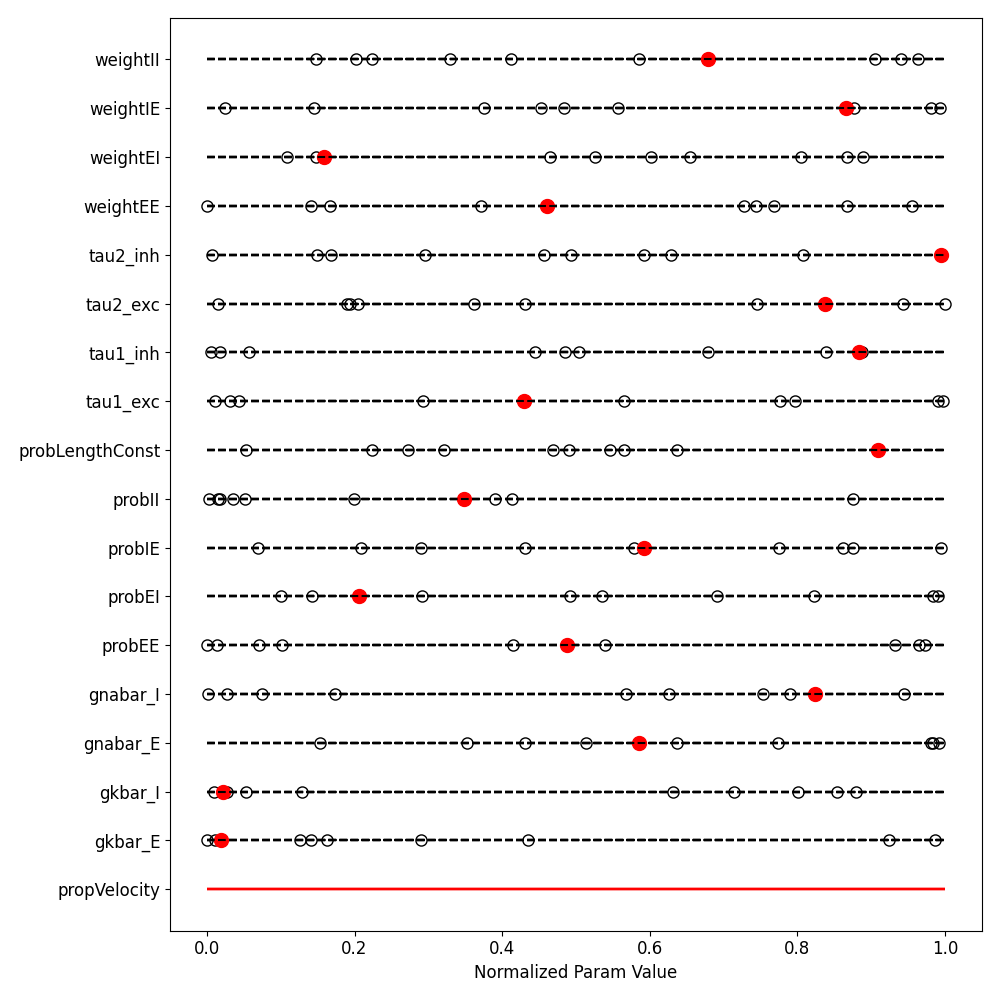 weightII
weightIE
weightEI
weightEE
tau2_inh
tau2_exc
tau1_inh
tau1_exc
probLengthConst
probII
probIE
probEI
probEE
gnabar_I
gnabar_E
gkbar_I
gkbar_E
propVelocity
0.0 0.2 0.4 0.6 0.8 1.0
Normalized Param Value